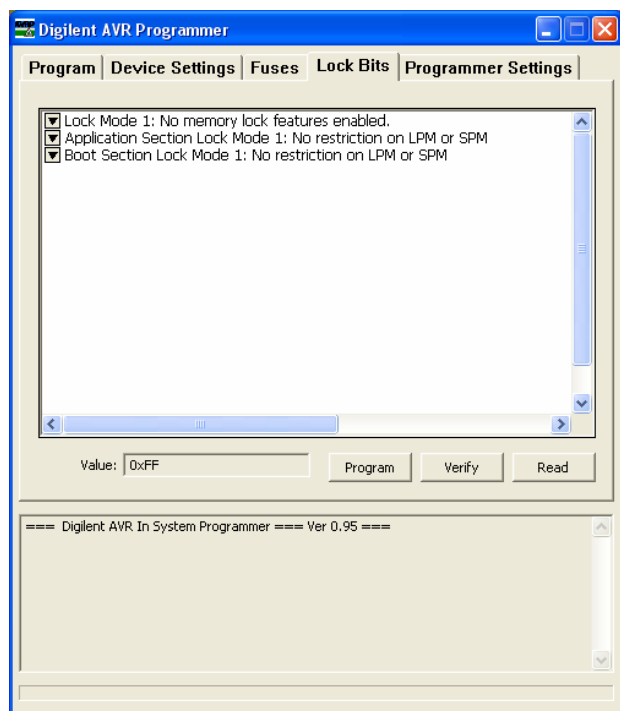 Digilent AVR Programmer
Program Device Settings Fuses Lock Bits Programmer Settings
Lock Mode 1: No memory lock features enabled.
Application Section Lock Mode 1: No restriction on LPM or SPM
Boot Section Lock Mode 1: No restriction on LPM or SPM
Value: 0xFF Program Verify Read
=== Digilent AVR In System Programmer === Ver 0.95 ===